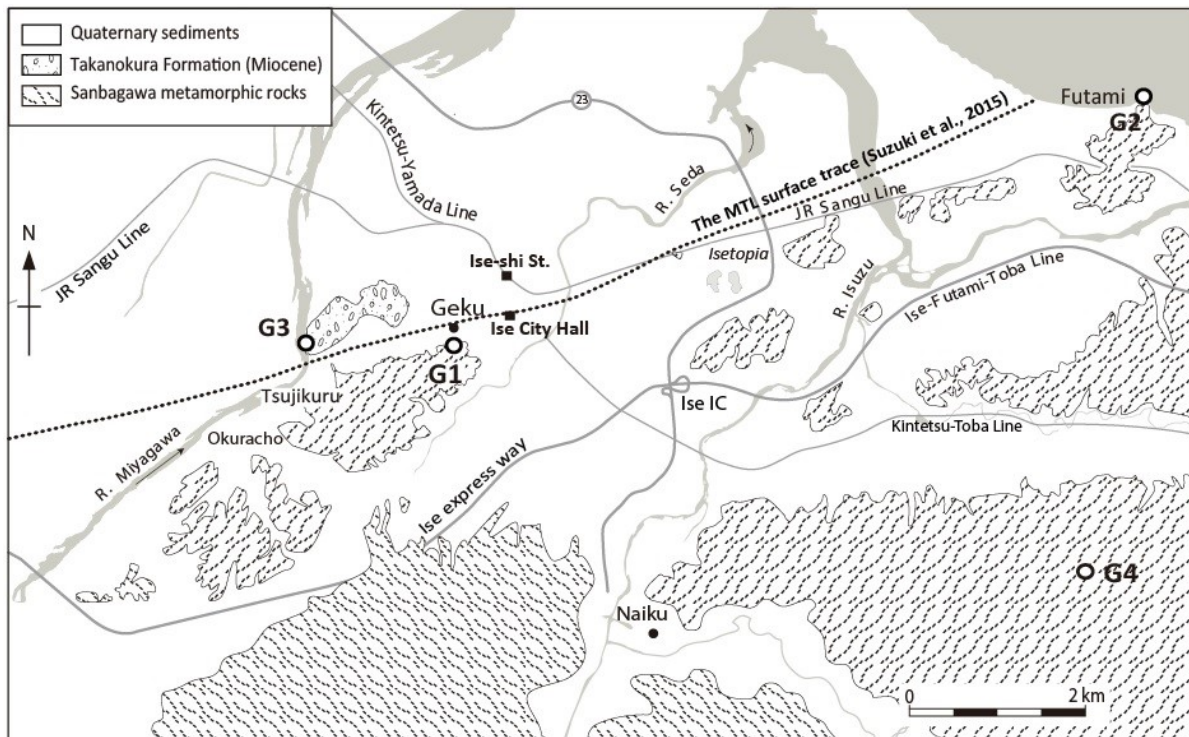 Quaternary sediments
Takanokura Formation (Miocene)
Sanbagawa metamorphic rocks
23
Futami
G2
Kintetsu-Yamada Line
The MTL surface trace (Suzuki et al., 2015)
R. Seda
JR Sangu Line
N
JR Sangu Line
Ise-shi St.
Isetopia
R. Isuzu
Ise-Futami-Toba Line
Geku
Ise City Hall
G3
G1
Tsujikuru
Ise IC
Okuracho
Kintetsu-Toba Line
R. Miyagawa
Ise express way
G4
Naiku
0
2 km